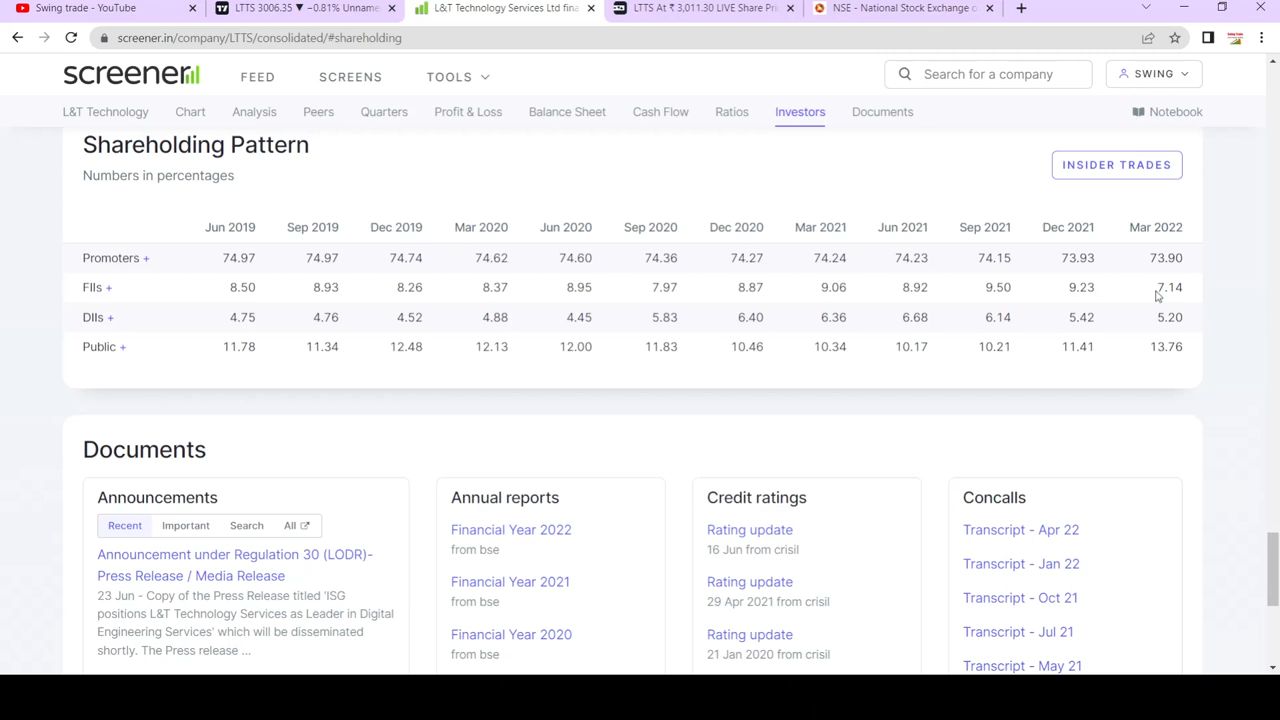 Swing trade - YouTube
LTTS 3006.35 ▼ −0.81% Unname
L&T Technology Services Ltd fina
LTTS At ₹ 3,011.30 LIVE Share Pri
NSE - National Stock Exchange o
screener.in/company/LTTS/consolidated/#shareholding
screener
FEED
SCREENS
TOOLS
Search for a company
SWING
L&T Technology
Chart
Analysis
Peers
Quarters
Profit & Loss
Balance Sheet
Cash Flow
Ratios
Investors
Documents
Notebook
Shareholding Pattern
Numbers in percentages
INSIDER TRADES
Jun 2019 Sep 2019 Dec 2019 Mar 2020 Jun 2020 Sep 2020 Dec 2020 Mar 2021 Jun 2021 Sep 2021 Dec 2021 Mar 2022
Promoters + 74.97 74.97 74.74 74.62 74.60 74.36 74.27 74.24 74.23 74.15 73.93 73.90
FIIs + 8.50 8.93 8.26 8.37 8.95 7.97 8.87 9.06 8.92 9.50 9.23 7.14
DIIs + 4.75 4.76 4.52 4.88 4.45 5.83 6.40 6.36 6.68 6.14 5.42 5.20
Public + 11.78 11.34 12.48 12.13 12.00 11.83 10.46 10.34 10.17 10.21 11.41 13.76
Documents
Announcements
Recent Important Search All
Announcement under Regulation 30 (LODR)-
Press Release / Media Release
23 Jun - Copy of the Press Release titled 'ISG
positions L&T Technology Services as Leader in Digital
Engineering Services' which will be disseminated
shortly. The Press release ...
Annual reports
Financial Year 2022
from bse
Financial Year 2021
from bse
Financial Year 2020
from bse
Credit ratings
Rating update
16 Jun from crisil
Rating update
29 Apr 2021 from crisil
Rating update
21 Jan 2020 from crisil
Concalls
Transcript - Apr 22
Transcript - Jan 22
Transcript - Oct 21
Transcript - Jul 21
Transcript - May 21